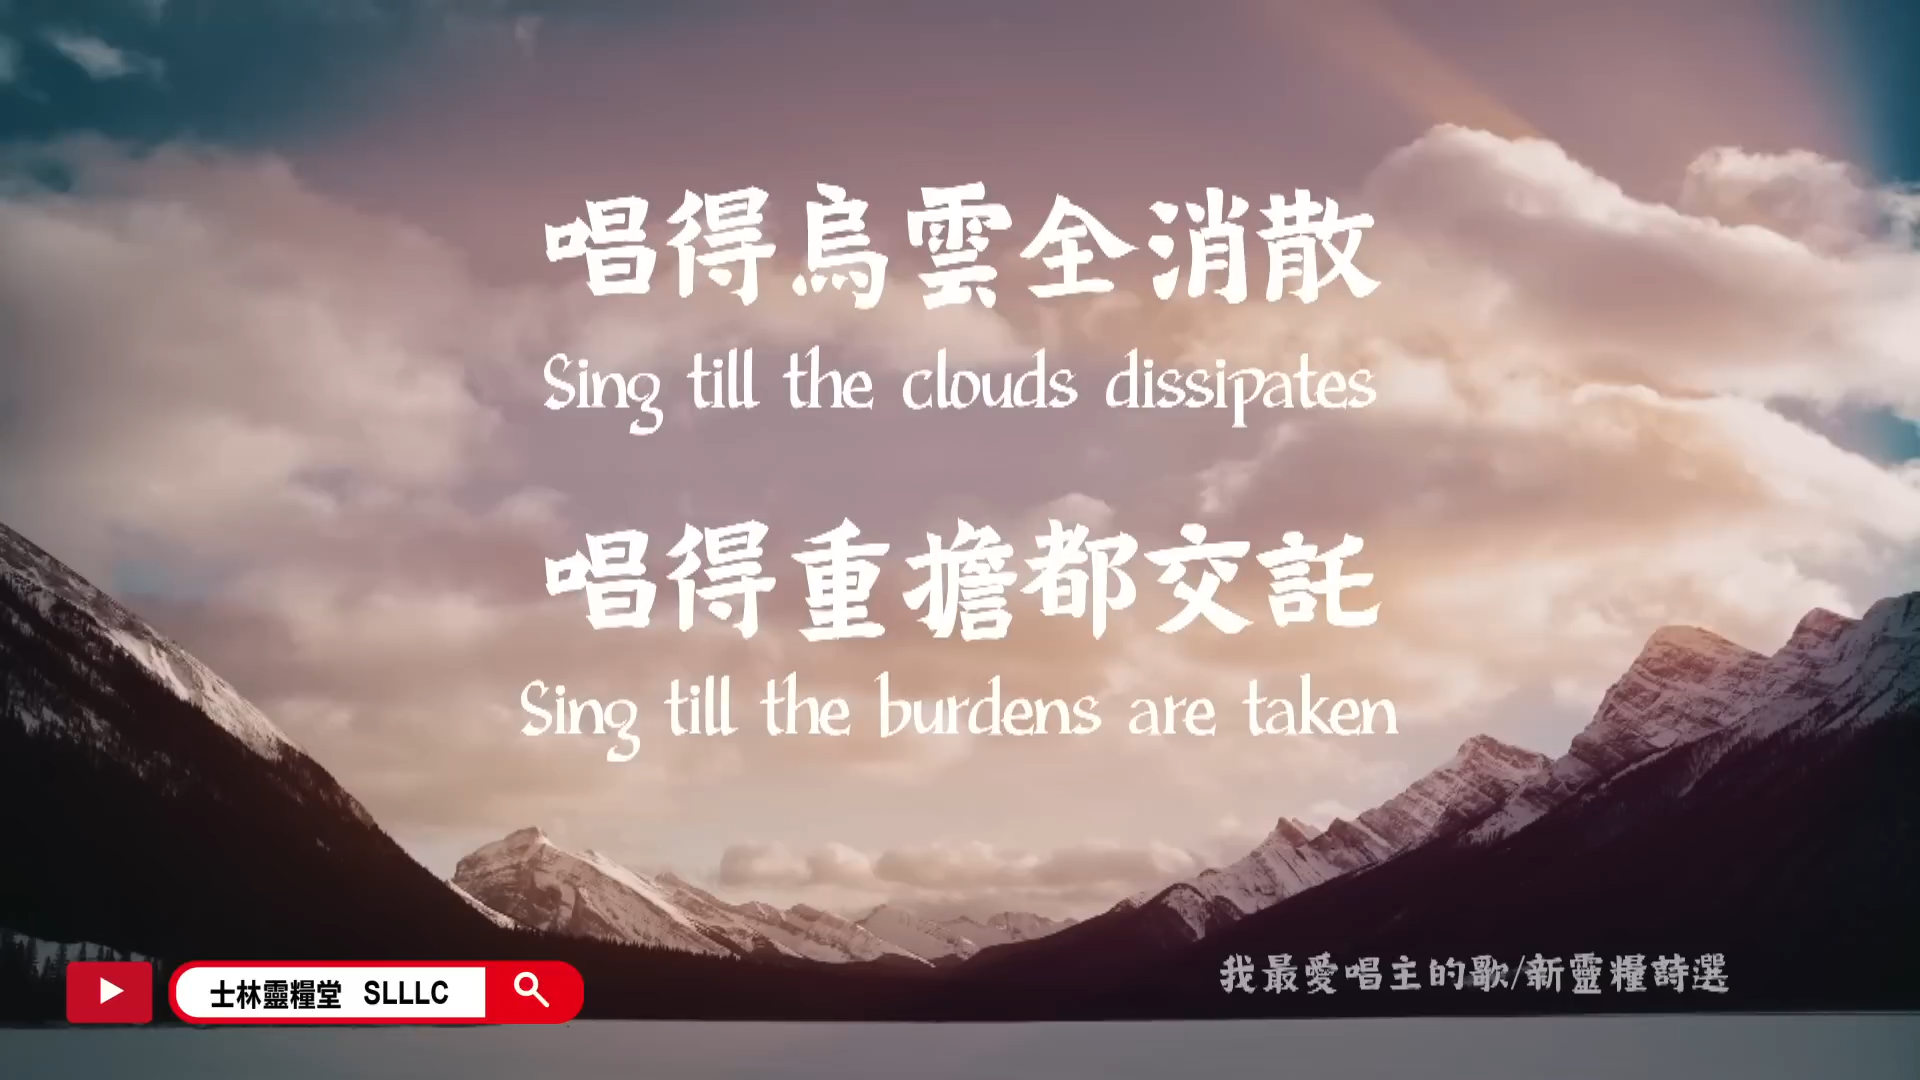 唱得烏雲全消散
Sing till the clouds dissipates
唱得重擔都交託
Sing till the burdens are taken
士林靈糧堂 SLLLC
我最愛唱主的歌/新靈糧詩選